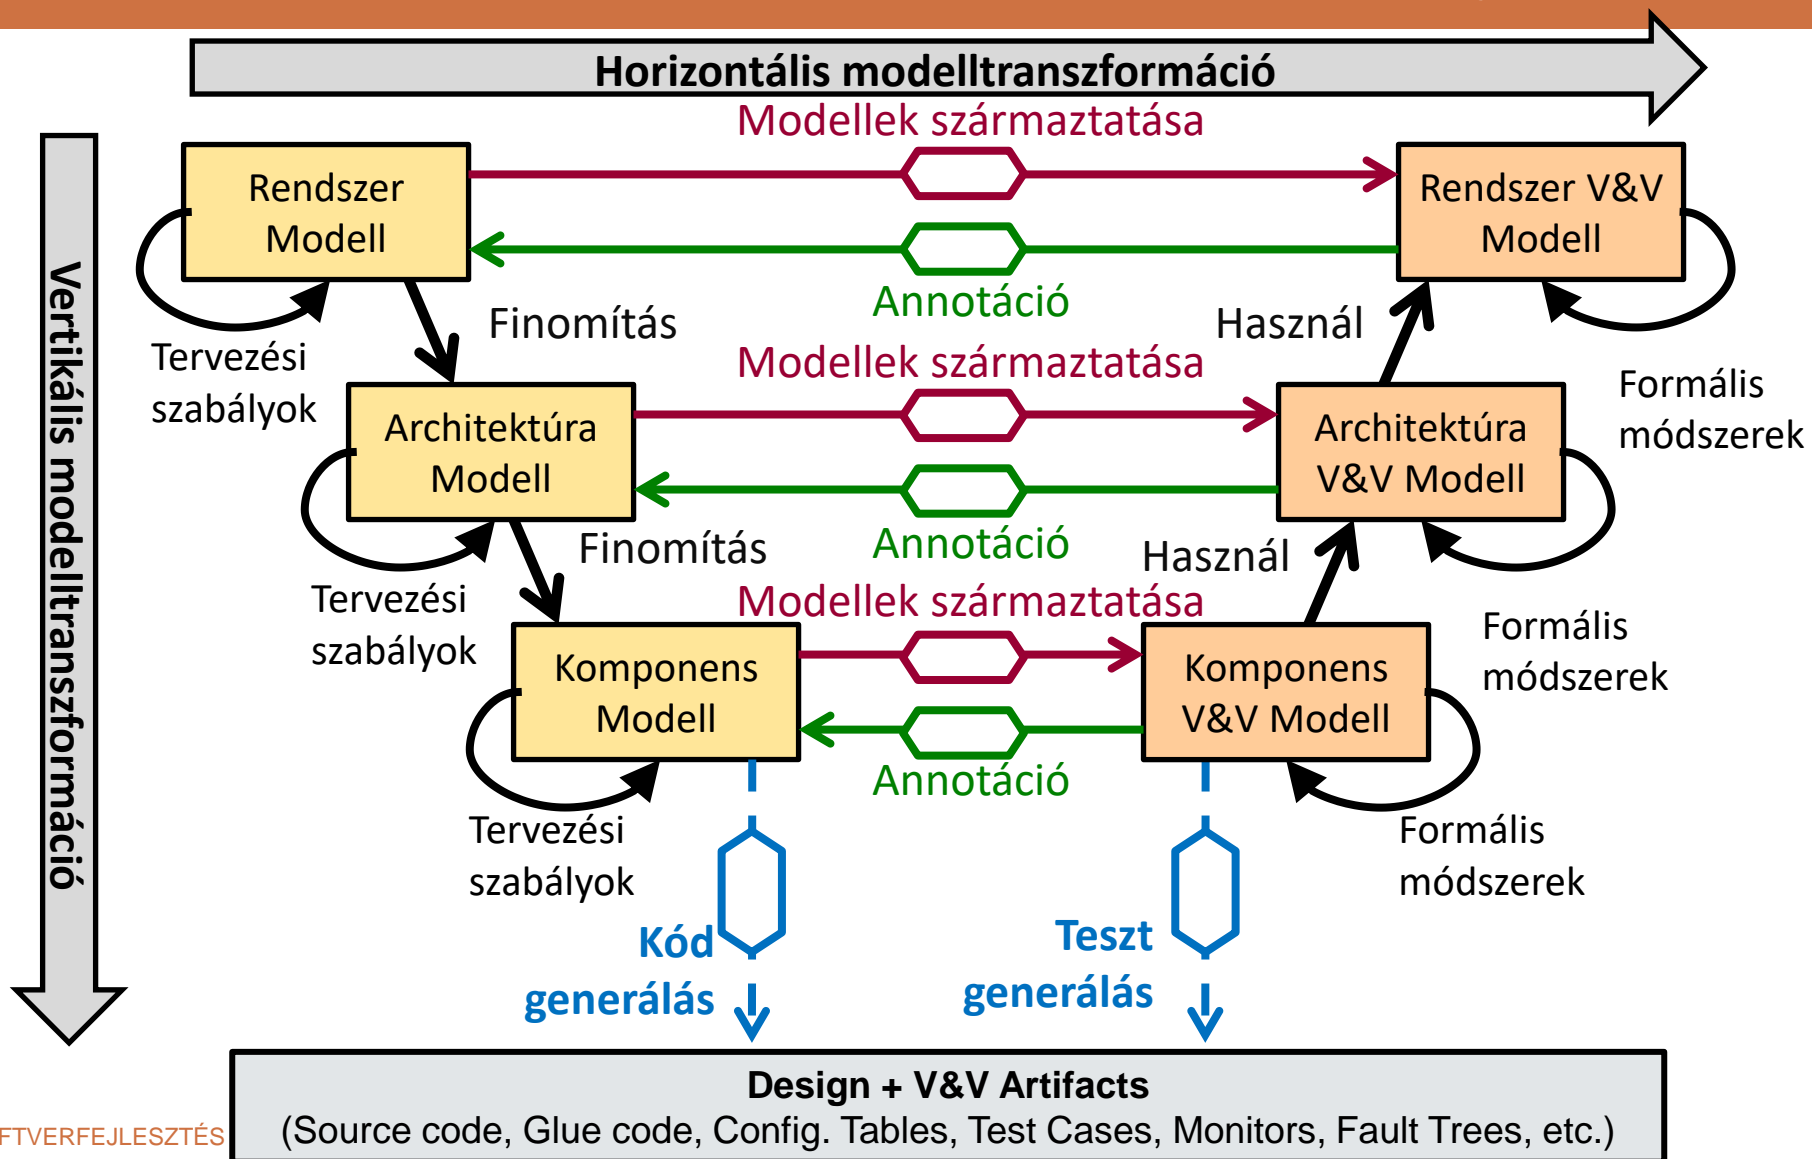 Horizontális modelltranszformáció
Modellek származtatása
Rendszer
Modell
Rendszer V&V
Modell
Annotáció
Finomítás
Használ
Tervezési
szabályok
Formális
módszerek
Vertikális modelltranszformáció
Modellek származtatása
Architektúra
Modell
Architektúra
V&V Modell
Annotáció
Finomítás
Használ
Tervezési
szabályok
Formális
módszerek
Modellek származtatása
Komponens
Modell
Komponens
V&V Modell
Annotáció
Tervezési
szabályok
Formális
módszerek
Kód
generálás
Teszt
generálás
Design + V&V Artifacts
(Source code, Glue code, Config. Tables, Test Cases, Monitors, Fault Trees, etc.)
FTVERFEJLESZTÉS